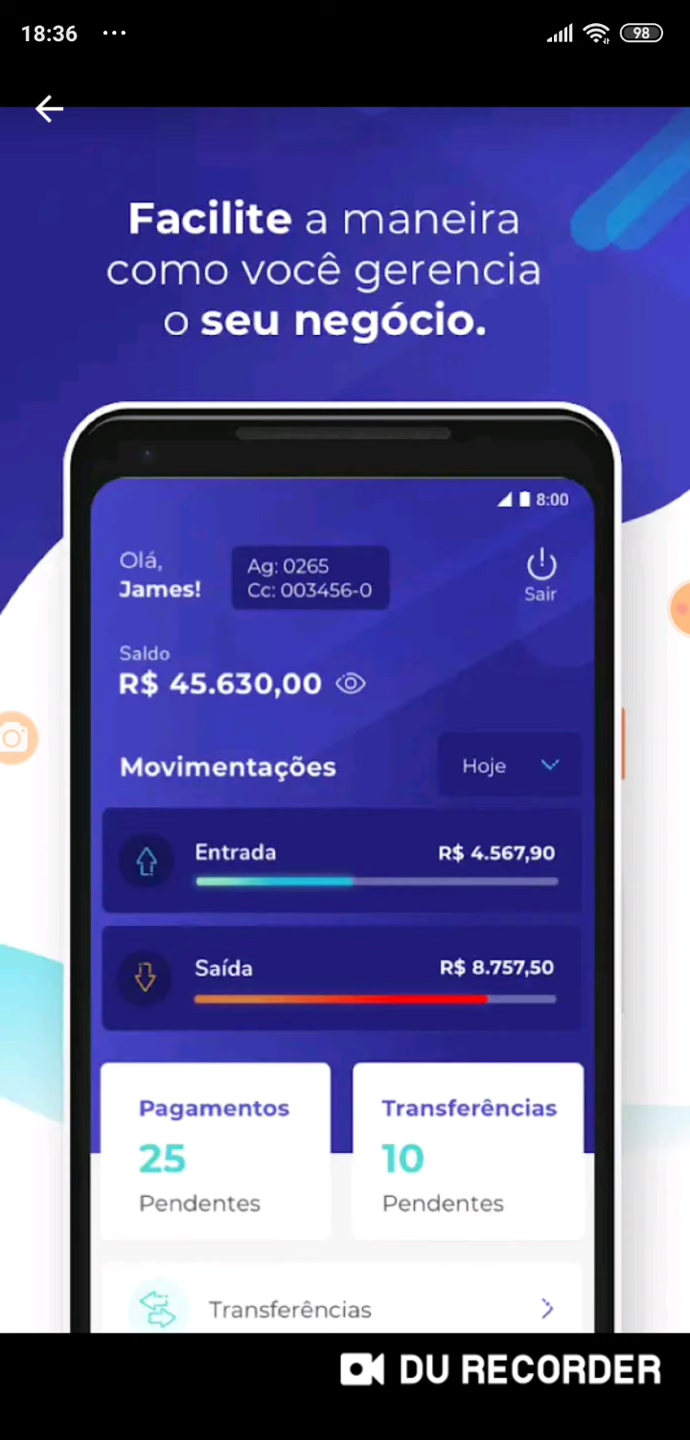 18:36 ...
98
Facilite a maneira
como você gerencia
o seu negócio.
8:00
Olá,
James!
Ag: 0265
Cc: 003456-0
Sair
Saldo
R$ 45.630,00
Movimentações
Hoje
Entrada
R$ 4.567,90
Saída
R$ 8.757,50
Pagamentos
25
Pendentes
Transferências
10
Pendentes
Transferências
DU RECORDER